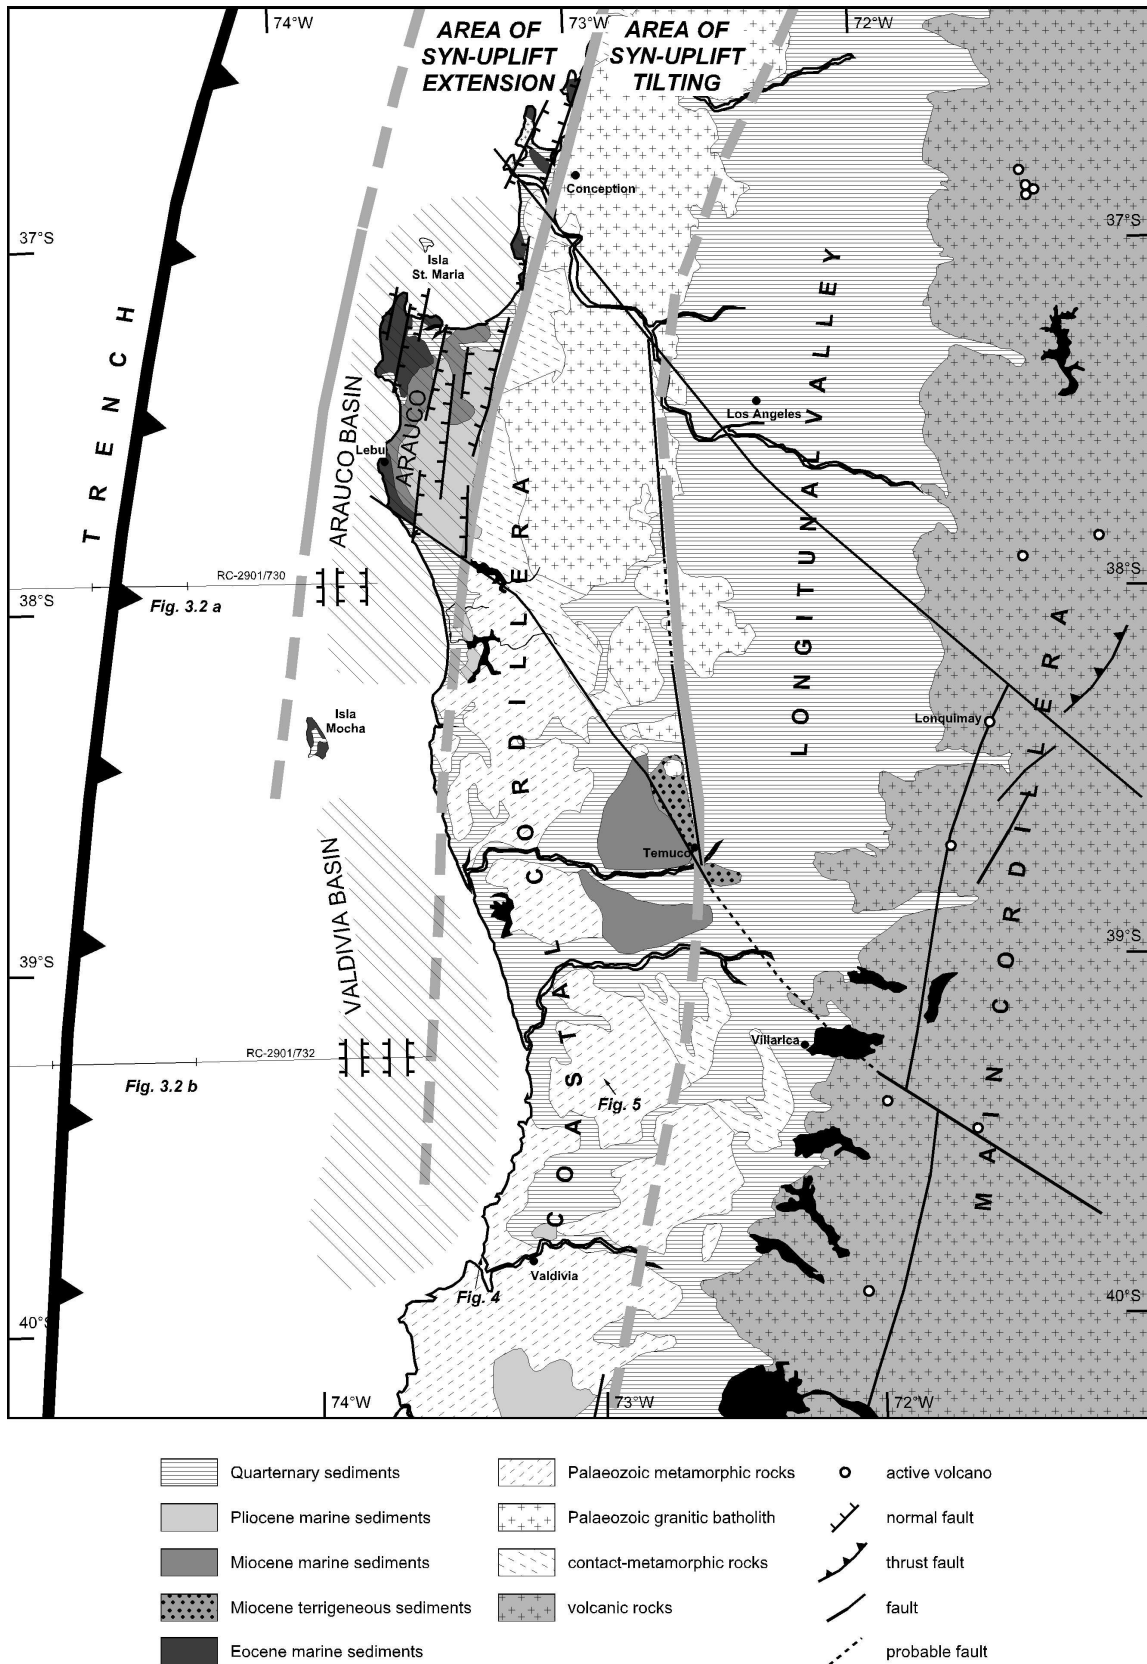 74°W
73°W
72°W
AREA OF
SYN-UPLIFT
EXTENSION
AREA OF
SYN-UPLIFT
TILTING
Conception
37°S
37°S
Isla
St. Maria
TRENCH
ARAUCO BASIN
ARAUCO
Lebu
Los Angeles
LONGITUNAL VALLEY
RC-2901/730
Fig. 3.2 a
38°S
38°S
Isla
Mocha
Lonquimay
COASTAL CORDILLERA
MAIN CORDILLERA
Temuco
VALDIVIA BASIN
39°S
39°S
RC-2901/732
Fig. 3.2 b
Villarica
Fig. 5
Valdivia
Fig. 4
40°S
40°S
74°W
73°W
72°W
Quarternary sediments
Pliocene marine sediments
Miocene marine sediments
Miocene terrigeneous sediments
Eocene marine sediments
Palaeozoic metamorphic rocks
Palaeozoic granitic batholith
contact-metamorphic rocks
volcanic rocks
active volcano
normal fault
thrust fault
fault
probable fault